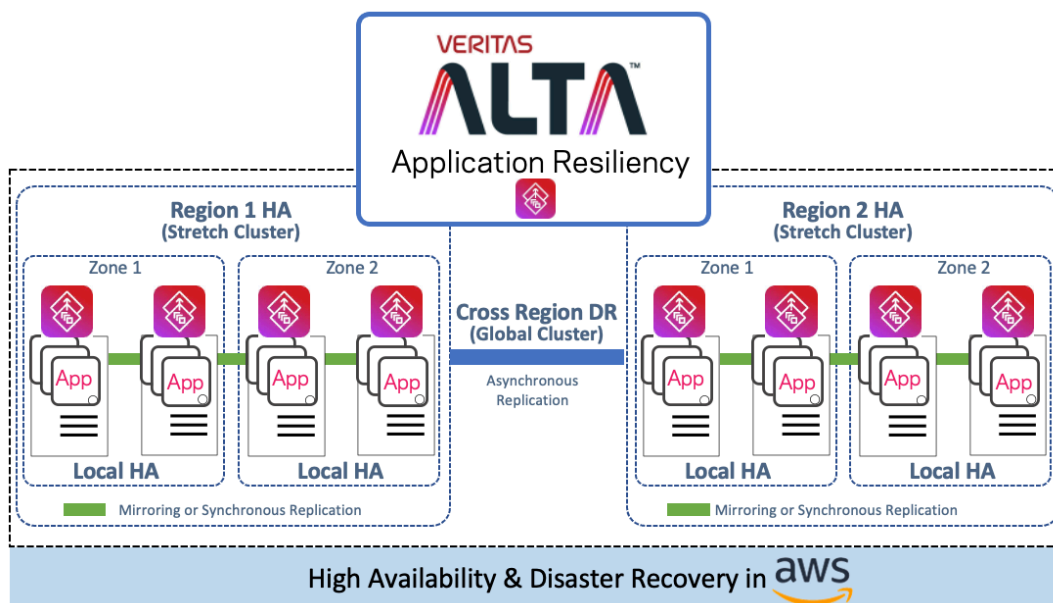 VERITAS
ALTA™
Application Resiliency
Region 1 HA
(Stretch Cluster)
Zone 1
Zone 2
App
App
App
App
Local HA
Local HA
Mirroring or Synchronous Replication
Cross Region DR
(Global Cluster)
Asynchronous
Replication
Region 2 HA
(Stretch Cluster)
Zone 1
Zone 2
App
App
App
App
Local HA
Local HA
Mirroring or Synchronous Replication
High Availability & Disaster Recovery in aws